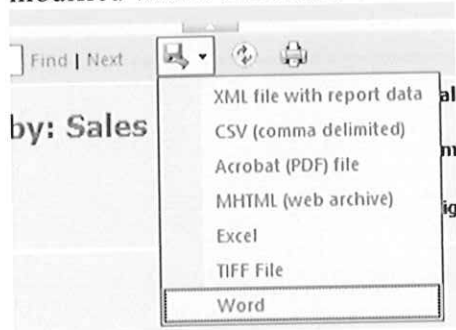 Find | Next
XML file with report data
by: Sales
CSV (comma delimited)
Acrobat (PDF) file
MHTML (web archive)
Excel
TIFF File
Word